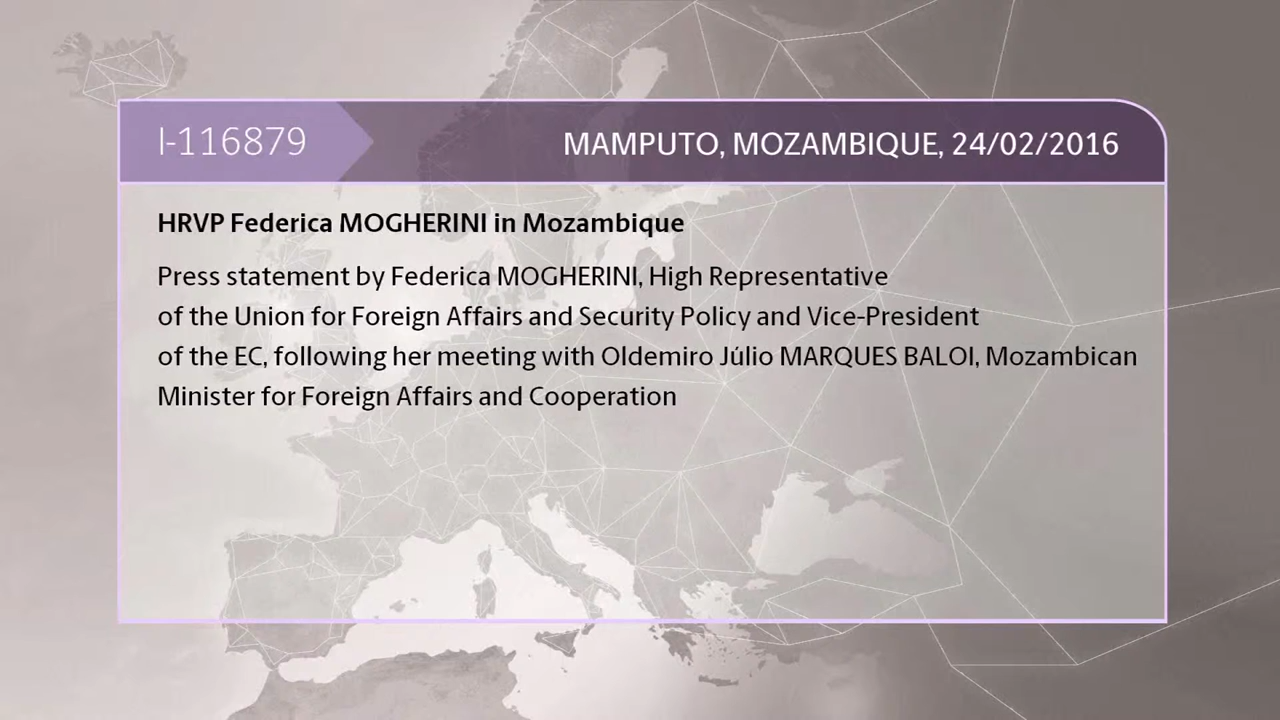 I-116879
MAMPUTO, MOZAMBIQUE, 24/02/2016
HRVP Federica MOGHERINI in Mozambique
Press statement by Federica MOGHERINI, High Representative
of the Union for Foreign Affairs and Security Policy and Vice-President
of the EC, following her meeting with Oldemiro Júlio MARQUES BALOI, Mozambican
Minister for Foreign Affairs and Cooperation